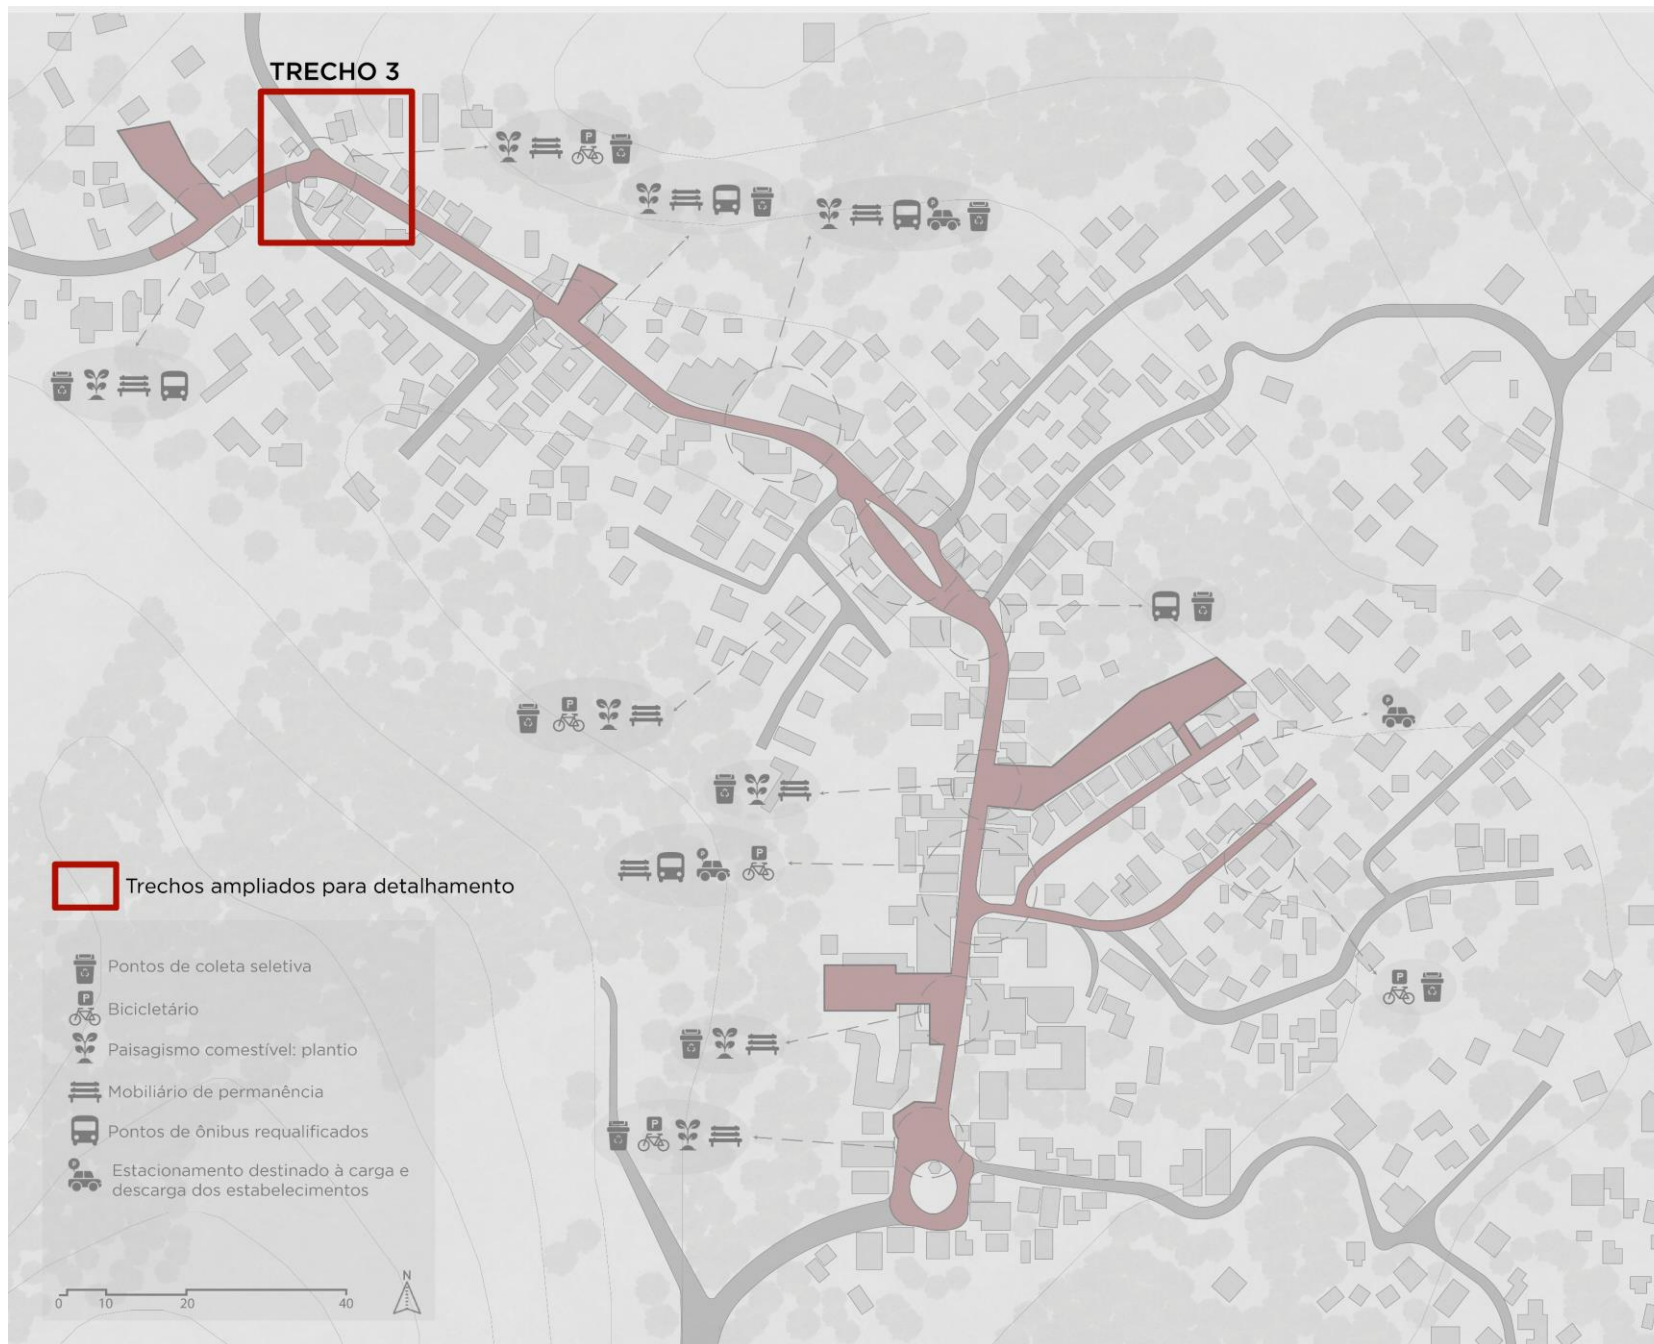 TRECHO 3
P
P
P
P
P
P
P
P
P
Trechos ampliados para detalhamento
Pontos de coleta seletiva
P
Bicicletário
Paisagismo comestível: plantio
Mobiliário de permanência
Pontos de ônibus requalificados
P
Estacionamento destinado à carga e
descarga dos estabelecimentos
N
0 10 20 40